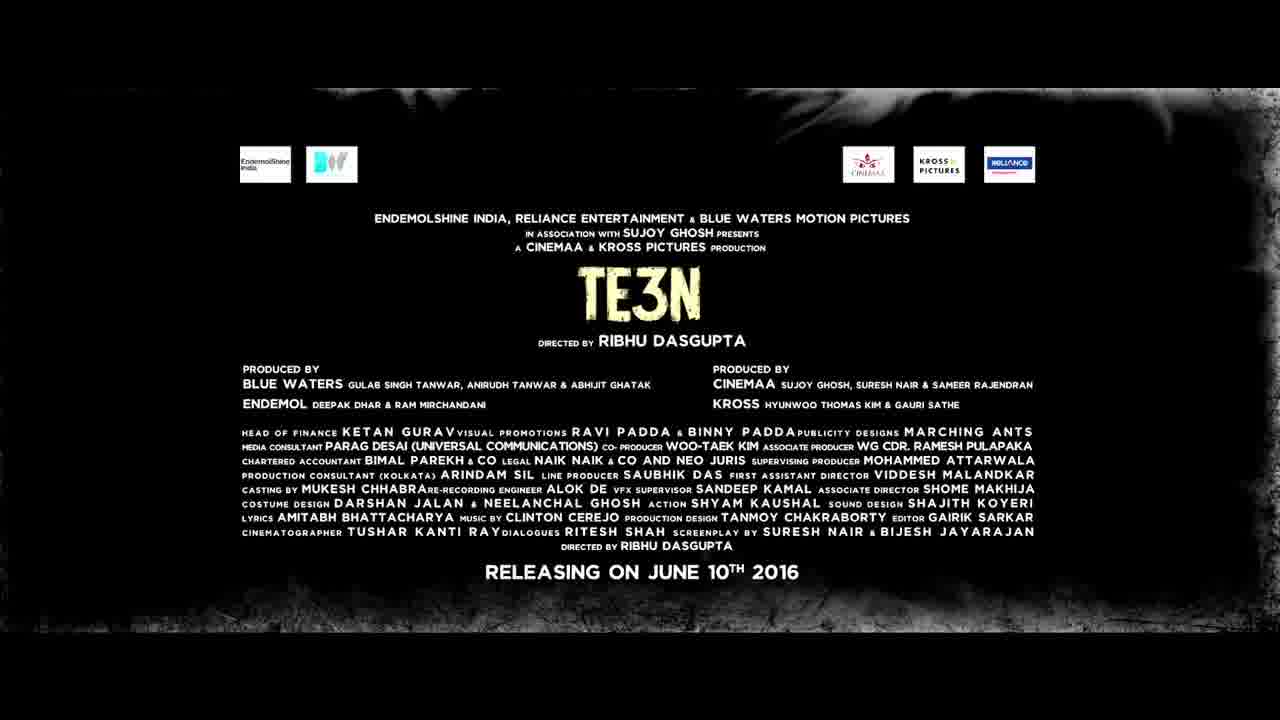 EndemolShine
India
BW
CINEMAA
KROSS
PICTURES
RELIANCE
ENDEMOLSHINE INDIA, RELIANCE ENTERTAINMENT & BLUE WATERS MOTION PICTURES
IN ASSOCIATION WITH SUJOY GHOSH PRESENTS
A CINEMAA & KROSS PICTURES PRODUCTION
TE3N
DIRECTED BY RIBHU DASGUPTA
PRODUCED BY
BLUE WATERS GULAB SINGH TANWAR, ANIRUDH TANWAR & ABHIJIT GHATAK
ENDEMOL DEEPAK DHAR & RAM MIRCHANDANI
PRODUCED BY
CINEMAA SUJOY GHOSH, SURESH NAIR & SAMEER RAJENDRAN
KROSS HYUNWOO THOMAS KIM & GAURI SATHE
HEAD OF FINANCE KETAN GURAV VISUAL PROMOTIONS RAVI PADDA & BINNY PADDA PUBLICITY DESIGNS MARCHING ANTS
MEDIA CONSULTANT PARAG DESAI (UNIVERSAL COMMUNICATIONS) CO- PRODUCER WOO-TAEK KIM ASSOCIATE PRODUCER WG CDR. RAMESH PULAPAKA
CHARTERED ACCOUNTANT BIMAL PAREKH & CO LEGAL NAIK NAIK & CO AND NEO JURIS SUPERVISING PRODUCER MOHAMMED ATTARWALA
PRODUCTION CONSULTANT (KOLKATA) ARINDAM SIL LINE PRODUCER SAUBHIK DAS FIRST ASSISTANT DIRECTOR VIDDESH MALANDKAR
CASTING BY MUKESH CHHABRA RE-RECORDING ENGINEER ALOK DE VFX SUPERVISOR SANDEEP KAMAL ASSOCIATE DIRECTOR SHOME MAKHIJA
COSTUME DESIGN DARSHAN JALAN & NEELANCHAL GHOSH ACTION SHYAM KAUSHAL SOUND DESIGN SHAJITH KOYERI
LYRICS AMITABH BHATTACHARYA MUSIC BY CLINTON CEREJO PRODUCTION DESIGN TANMOY CHAKRABORTY EDITOR GAIRIK SARKAR
CINEMATOGRAPHER TUSHAR KANTI RAY DIALOGUES RITESH SHAH SCREENPLAY BY SURESH NAIR & BIJESH JAYARAJAN
DIRECTED BY RIBHU DASGUPTA
RELEASING ON JUNE 10TH 2016